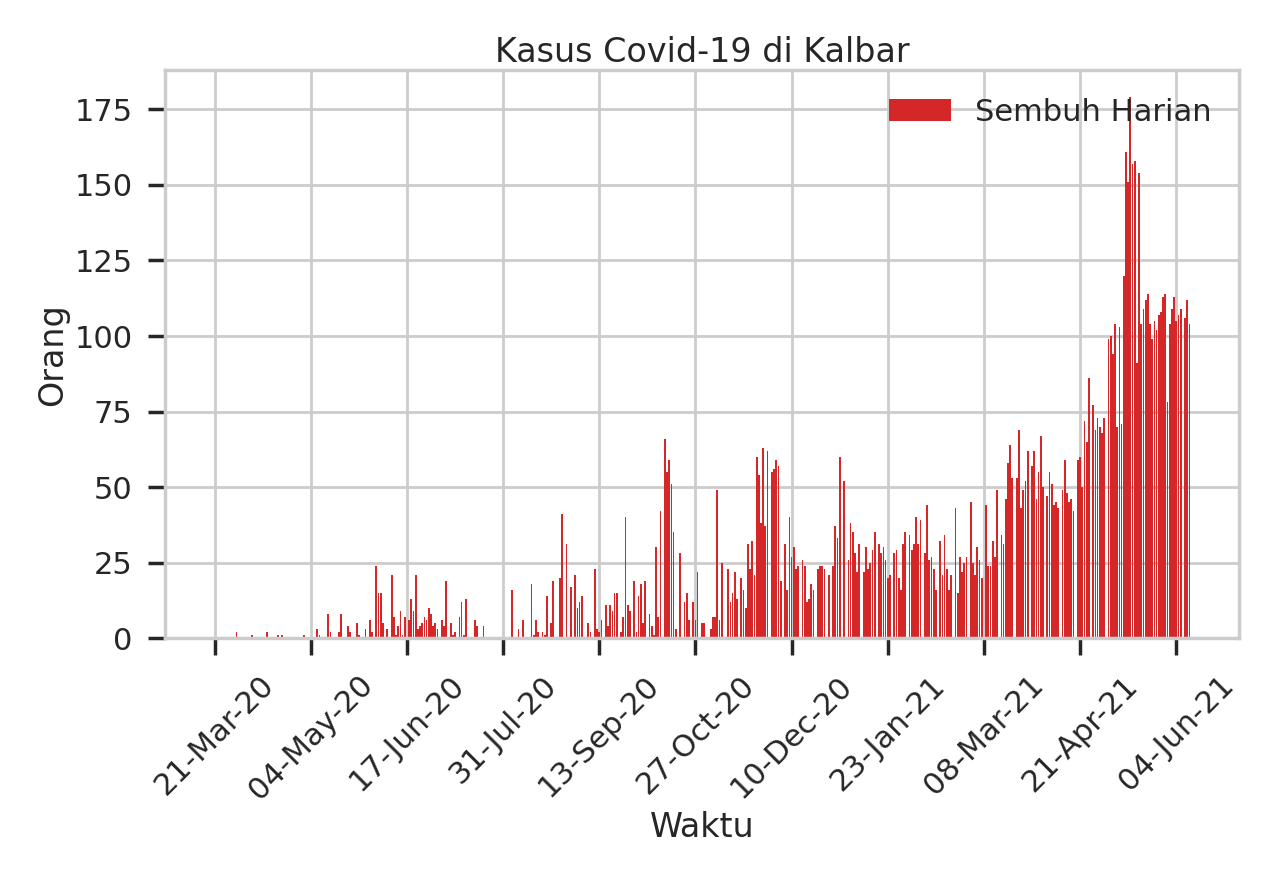 Kasus Covid-19 di Kalbar
Sembuh Harian
175
150
125
100
75
50
25
0
Orang
21-Mar-20
04-May-20
17-Jun-20
31-Jul-20
13-Sep-20
27-Oct-20
10-Dec-20
23-Jan-21
08-Mar-21
21-Apr-21
04-Jun-21
Waktu